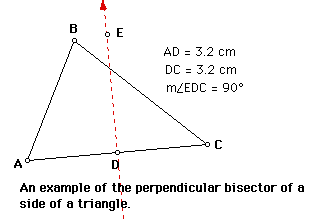 B
E
AD = 3.2 cm
DC = 3.2 cm
m∠EDC = 90°
C
A
D
An example of the perpendicular bisector of a
side of a triangle.